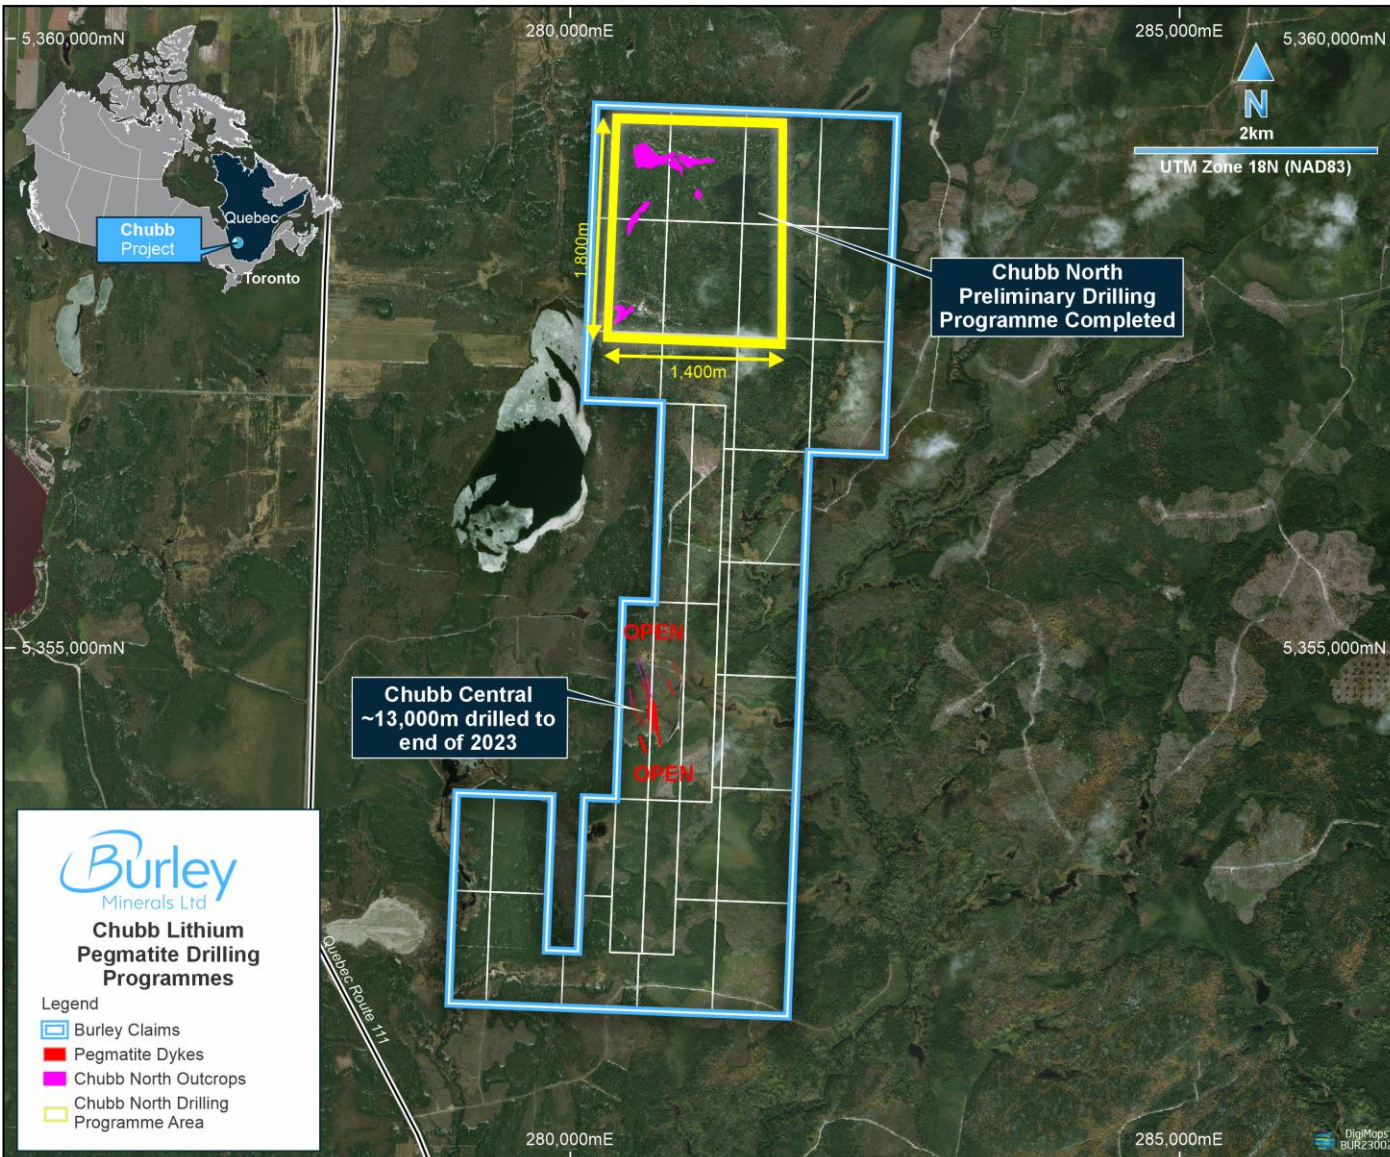 280,000mE
285,000mE
5,360,000mN
5,360,000mN
N
2km
UTM Zone 18N (NAD83)
Quebec
Chubb
Project
Toronto
1,800m
Chubb North
Preliminary Drilling
Programme Completed
1,400m
5,355,000mN
5,355,000mN
OPEN
Chubb Central
~13,000m drilled to
end of 2023
OPEN
Burley
Minerals Ltd
Chubb Lithium
Pegmatite Drilling
Programmes
Legend
Burley Claims
Pegmatite Dykes
Chubb North Outcrops
Chubb North Drilling
Programme Area
Quebec Route 111
280,000mE
285,000mE
DigiMaps